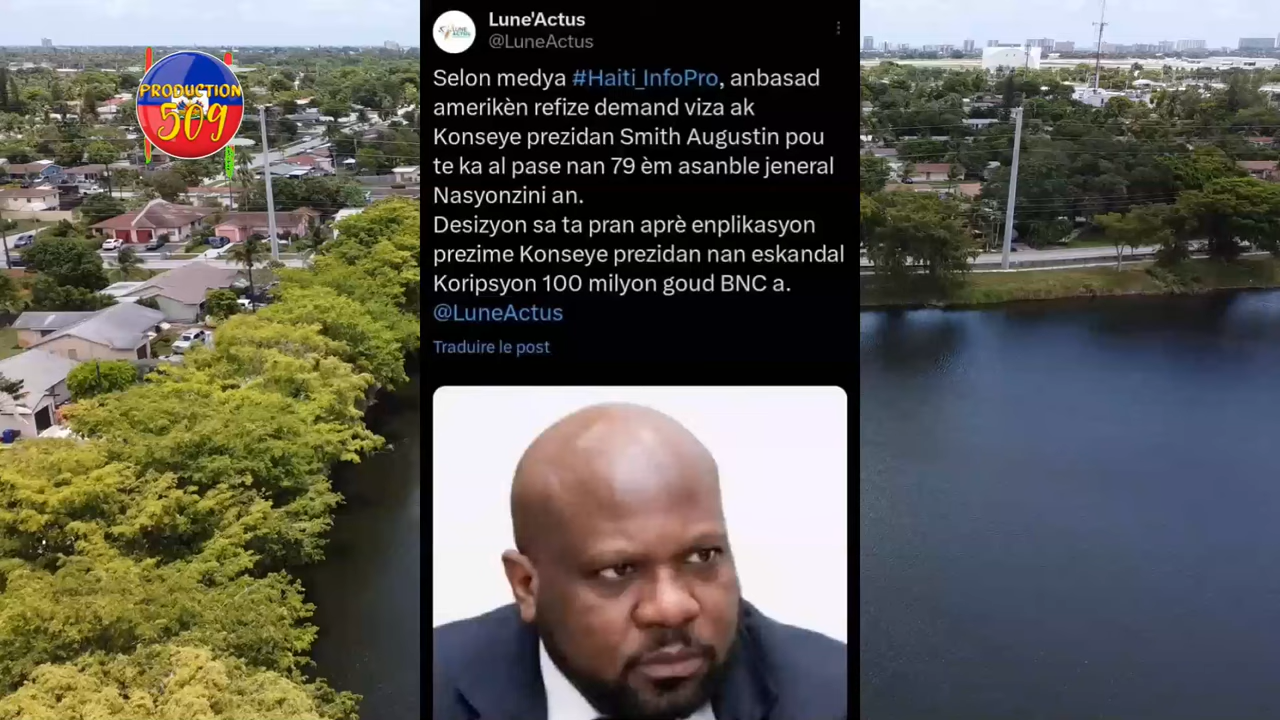 PRODUCTION
509
Lune'Actus
@LuneActus
Selon medya #Haiti_InfoPro, anbasad
amerikèn refize demand viza ak
Konseye prezidan Smith Augustin pou
te ka al pase nan 79 èm asanble jeneral
Nasyonzini an.
Desizyon sa ta pran aprè enplikasyon
prezime Konseye prezidan nan eskandal
Koripsyon 100 milyon goud BNC a.
@LuneActus
Traduire le post